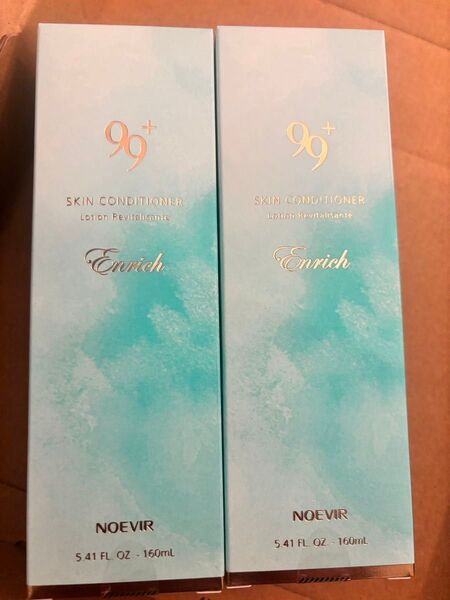 99+
SKIN CONDITIONER
Lotion Revitalisante
Enrich
NOEVIR
5.41 FL. OZ. - 160mL
99+
SKIN CONDITIONER
Lotion Revitalisante
Enrich
NOEVIR
5.41 FL. OZ. - 160mL